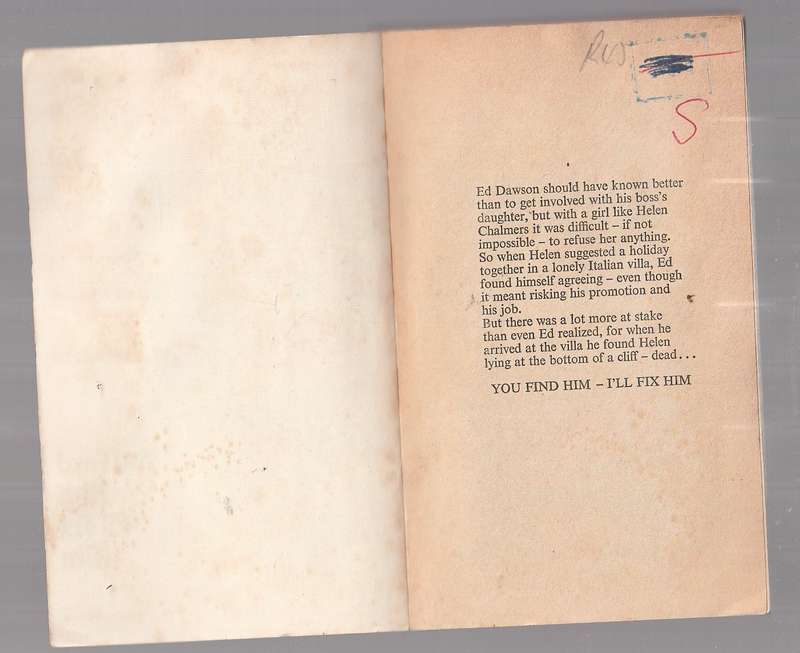 S
Ed Dawson should have known better
than to get involved with his boss's
daughter, but with a girl like Helen
Chalmers it was difficult – if not
impossible – to refuse her anything.
So when Helen suggested a holiday
together in a lonely Italian villa, Ed
found himself agreeing – even though
it meant risking his promotion and
his job.
But there was a lot more at stake
than even Ed realized, for when he
arrived at the villa he found Helen
lying at the bottom of a cliff – dead...
YOU FIND HIM – I'LL FIX HIM